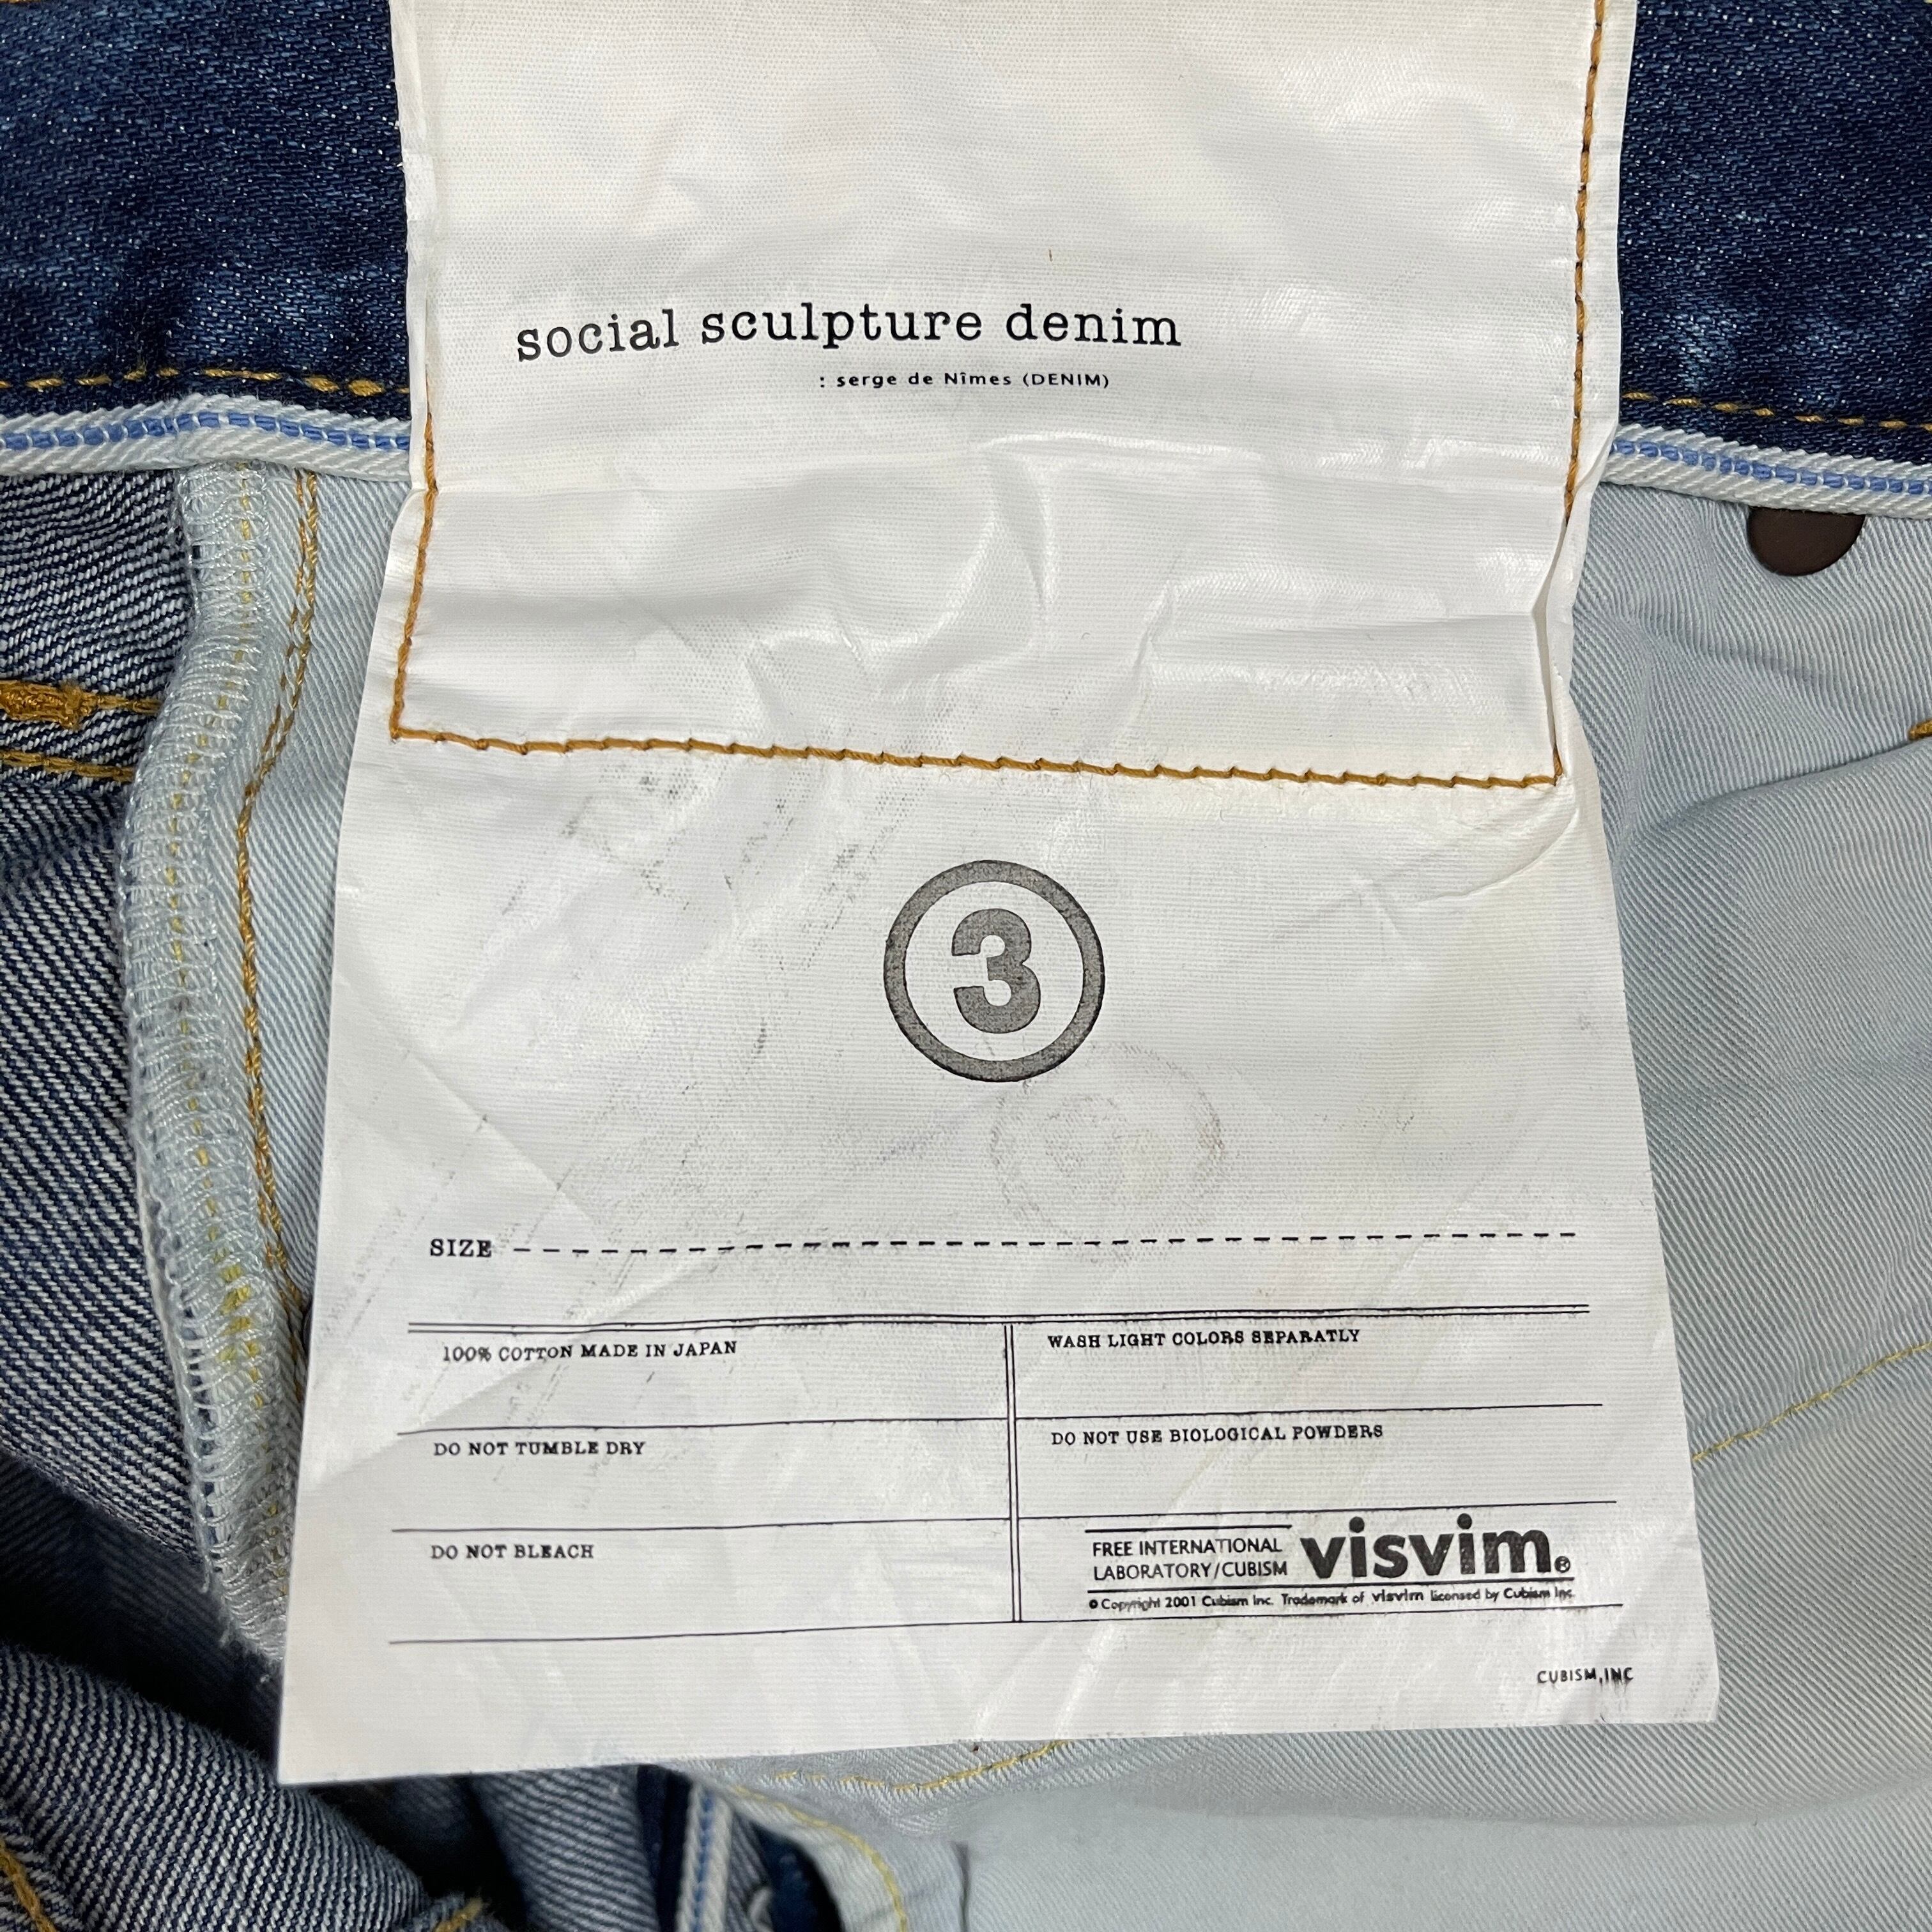 social sculpture denim
: serge de Nîmes (DENIM)
3
SIZE
100% COTTON MADE IN JAPAN
WASH LIGHT COLORS SEPARATLY
DO NOT TUMBLE DRY
DO NOT USE BIOLOGICAL POWDERS
DO NOT BLEACH
FREE INTERNATIONAL
LABORATORY/CUBISM
visvim®
© Copyright 2001 Cubism Inc. Trademark of visvim licensed by Cubism Inc.
CUBISM,INC